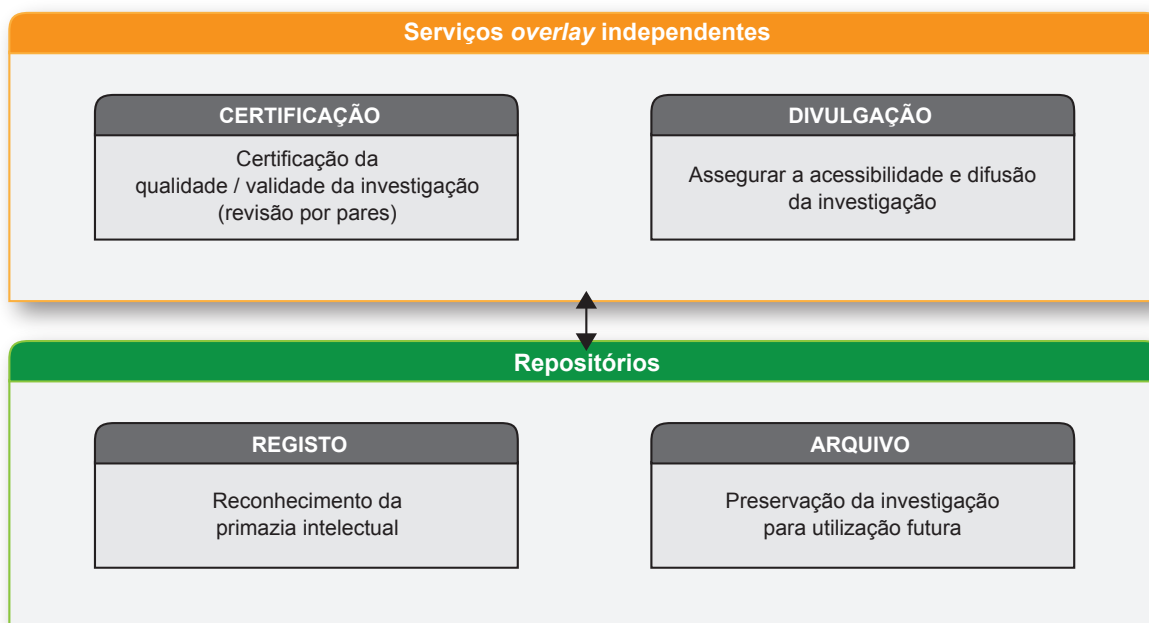 Serviços overlay independentes
CERTIFICAÇÃO
Certificação da
qualidade / validade da investigação
(revisão por pares)
DIVULGAÇÃO
Assegurar a acessibilidade e difusão
da investigação
Repositórios
REGISTO
Reconhecimento da
primazia intelectual
ARQUIVO
Preservação da investigação
para utilização futura